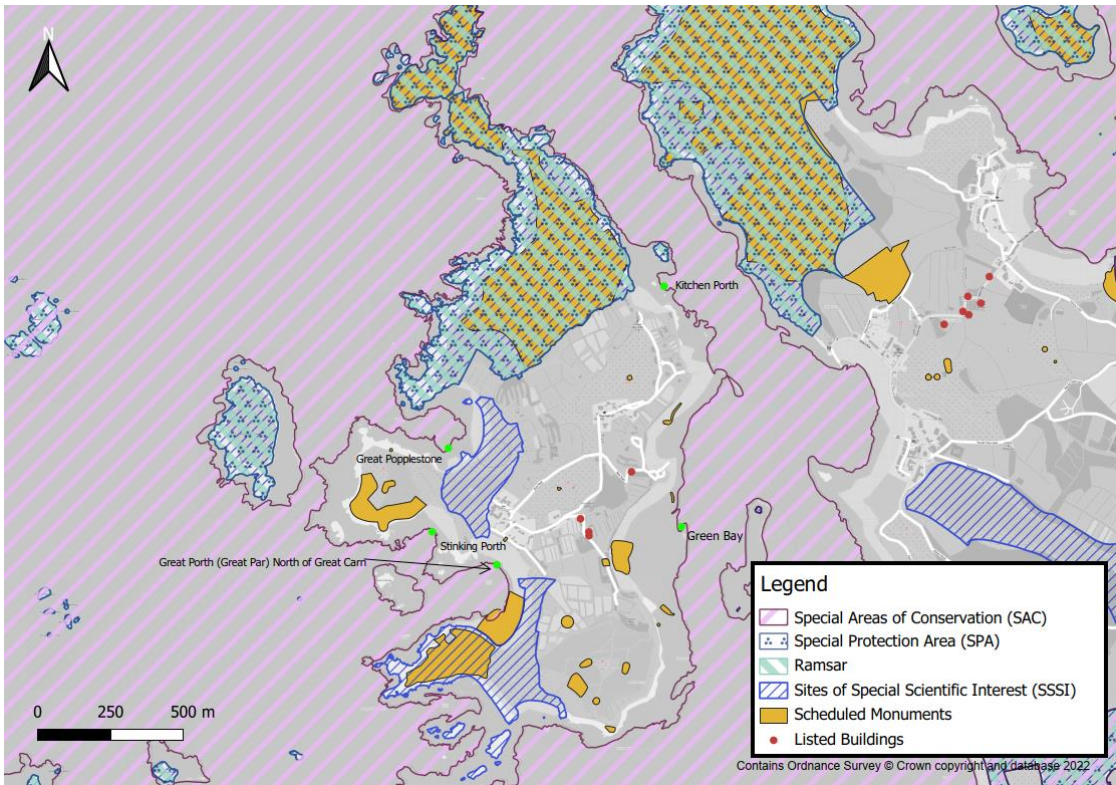 N
Kitchen Porth
Great Popplestone
Stinking Porth
Green Bay
Great Porth (Great Par) North of Great Carn
Legend
Special Areas of Conservation (SAC)
Special Protection Area (SPA)
Ramsar
Sites of Special Scientific Interest (SSSI)
Scheduled Monuments
Listed Buildings
0 250 500 m
Contains Ordnance Survey © Crown copyright and database 2022